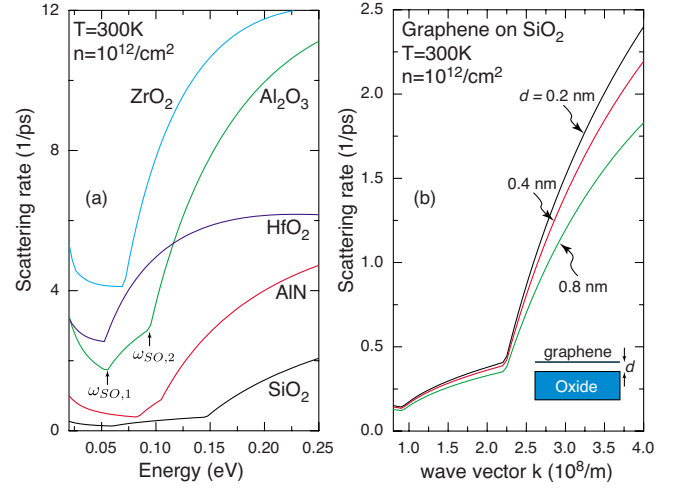 T=300K
n=10¹²/cm²
ZrO₂
Al₂O₃
(a)
HfO₂
AlN
ω_SO,1
ω_SO,2
SiO₂
Scattering rate (1/ps)
0
4
8
12
0.05
0.10
0.15
0.20
0.25
Energy (eV)
Graphene on SiO₂
T=300K
n=10¹²/cm²
d = 0.2 nm
(b)
0.4 nm
0.8 nm
graphene
d
Oxide
Scattering rate (1/ps)
0.0
0.5
1.0
1.5
2.0
2.5
1.0
1.5
2.0
2.5
3.0
3.5
4.0
wave vector k (10⁸/m)